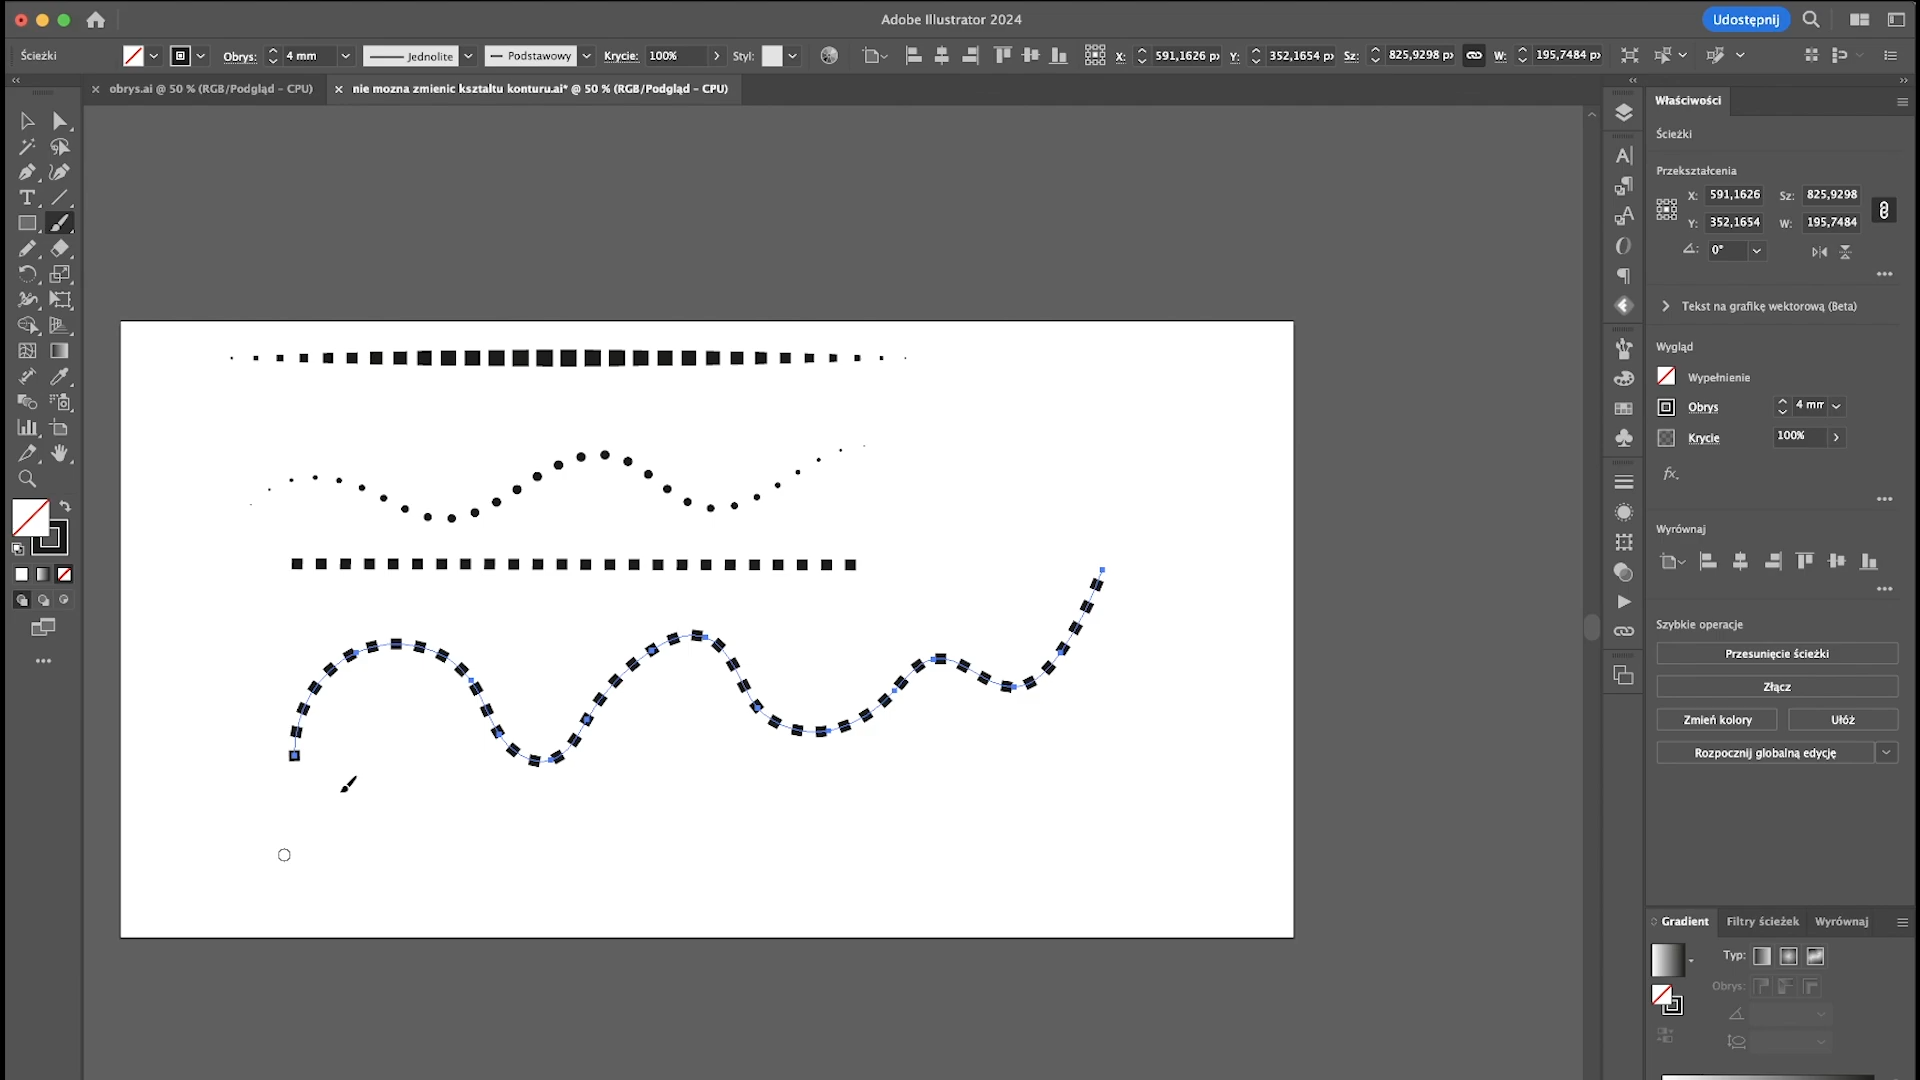 Adobe Illustrator 2024
Udostępnij
Ścieżki
Obrys: 4 mm
Jednolite
Podstawowy
Krycie: 100%
Styl:
X: 591,1626 p
Y: 352,1654 p
Sz: 825,9298 p
W: 195,7484 p
obrys.ai @ 50 % (RGB/Podgląd - CPU)
nie mozna zmienic kształtu konturu.ai* @ 50 % (RGB/Podgląd - CPU)
Właściwości
Ścieżki
Przekształcenia
X: 591,1626 Sz: 825,9298
Y: 352,1654 W: 195,7484
0°
Tekst na grafikę wektorową (Beta)
Wygląd
Wypełnienie
Obrys 4 mm
Krycie 100%
fx.
Wyrównaj
Szybkie operacje
Przesunięcie ścieżki
Złącz
Zmień kolory Ułóż
Rozpocznij globalną edycję
Gradient Filtry ścieżek Wyrównaj
Typ:
Obrys: